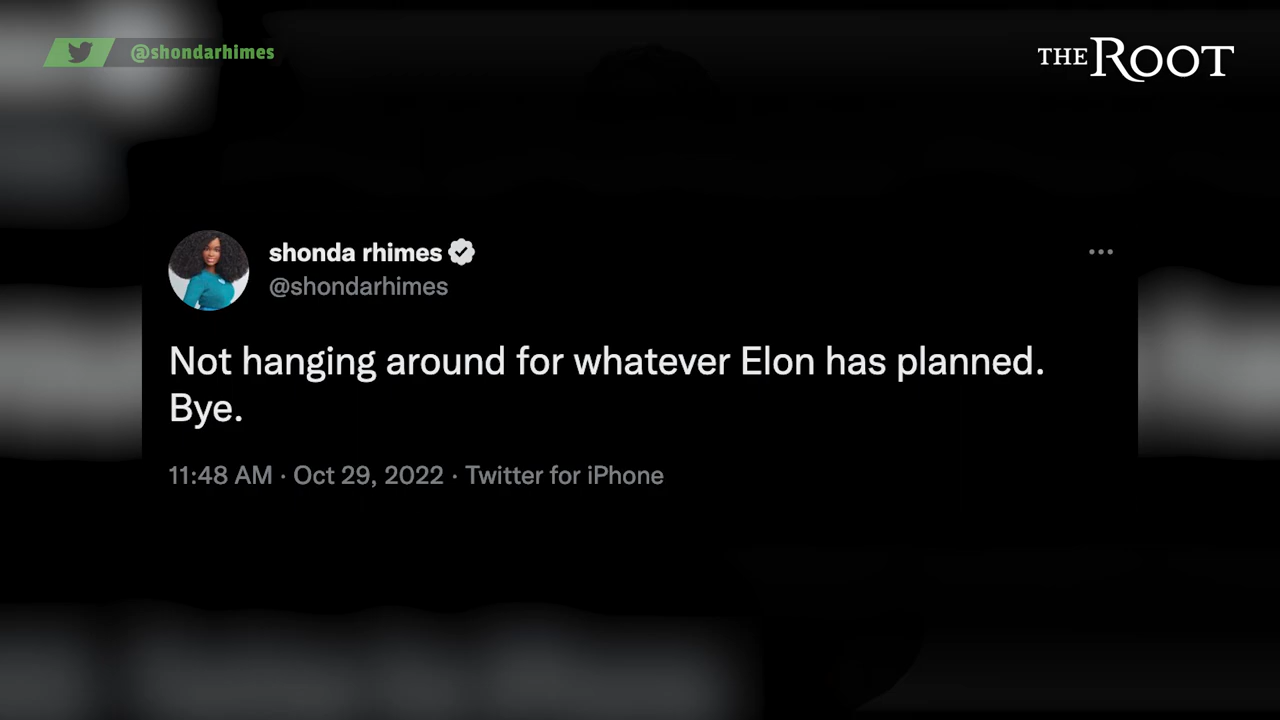 @shondarhimes
THE ROOT
shonda rhimes
@shondarhimes
Not hanging around for whatever Elon has planned.
Bye.
11:48 AM · Oct 29, 2022 · Twitter for iPhone